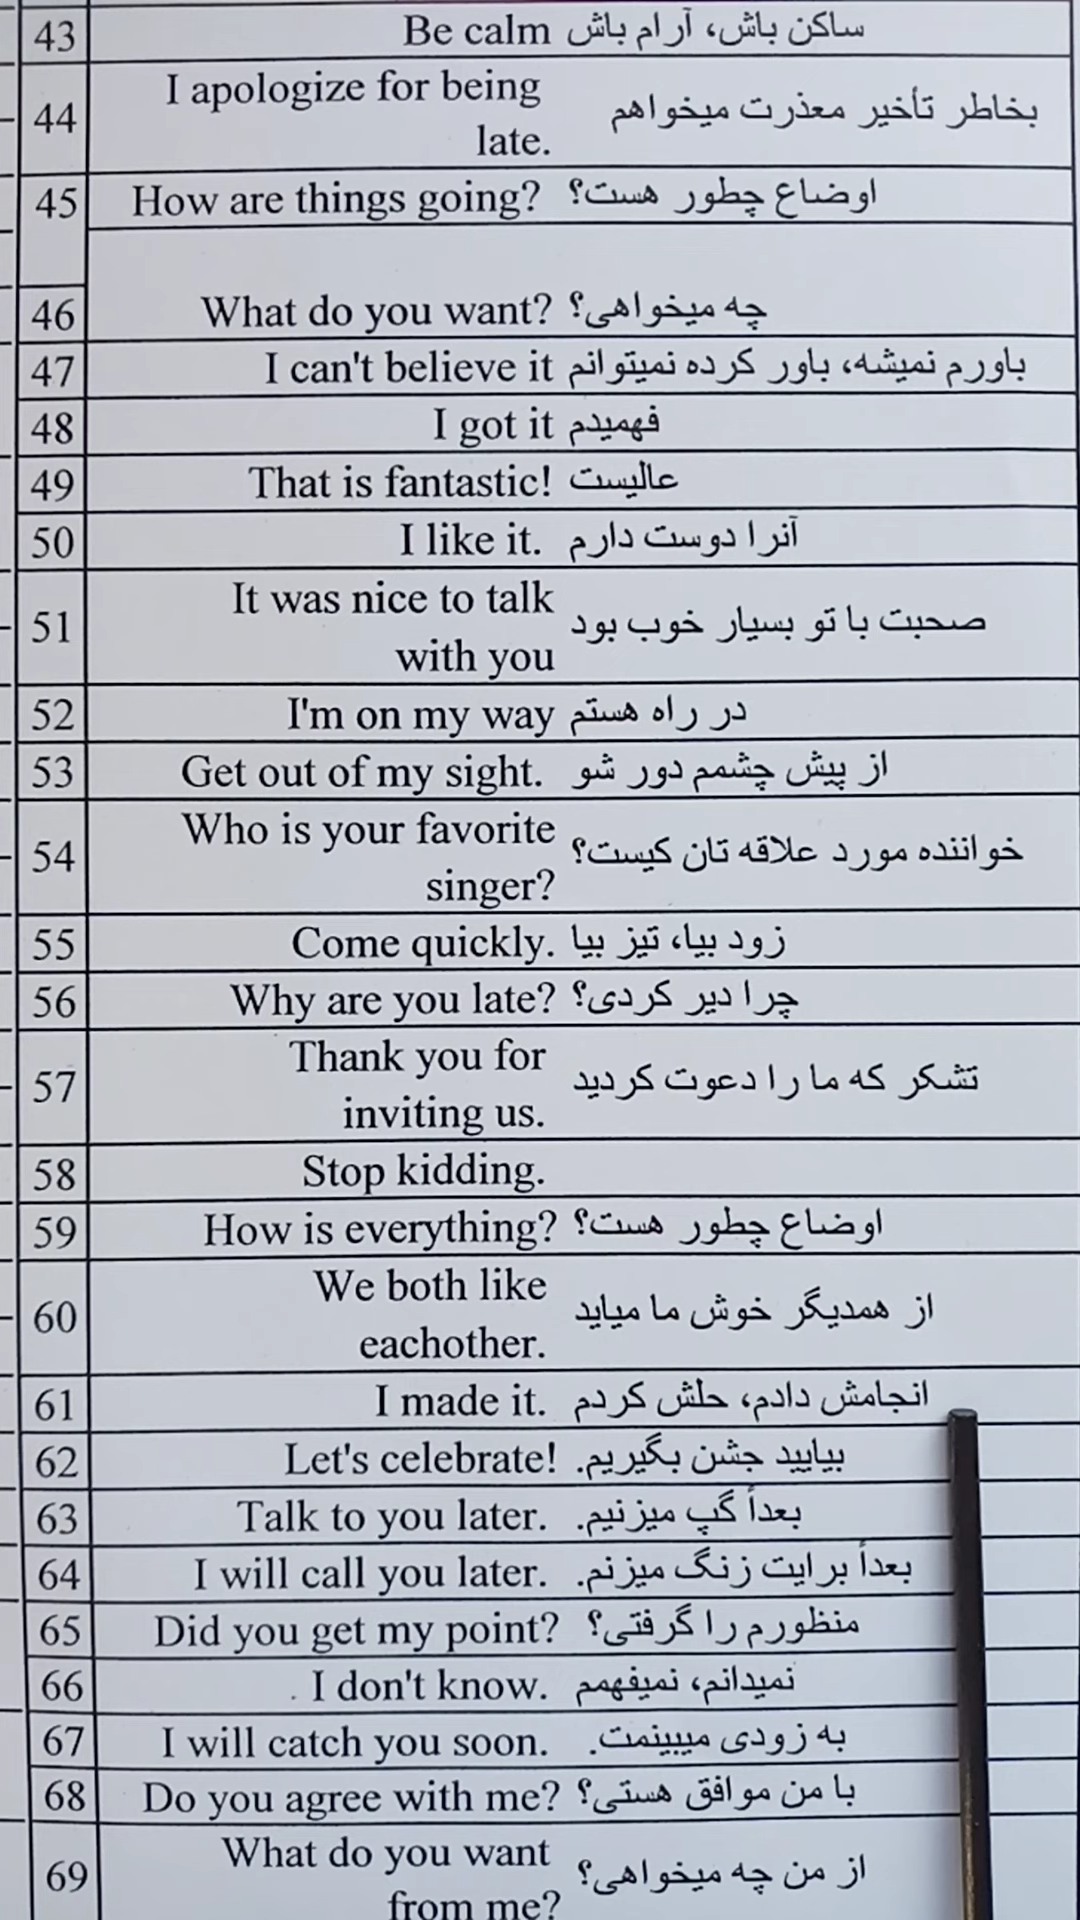 43 Be calm ساکن باش، آرام باش
44 I apologize for being
late. بخاطر تأخیر معذرت میخواهم
45 How are things going? اوضاع چطور هست؟
46 What do you want? چه میخواهی؟
47 I can't believe it باورم نمیشه، باور کرده نمیتوانم
48 I got it فهمیدم
49 That is fantastic! عالیست
50 I like it. آنرا دوست دارم
51 It was nice to talk
with you صحبت با تو بسیار خوب بود
52 I'm on my way در راه هستم
53 Get out of my sight. از پیش چشمم دور شو
54 Who is your favorite
singer? خواننده مورد علاقه تان کیست؟
55 Come quickly. زود بیا، تیز بیا
56 Why are you late? چرا دیر کردی؟
57 Thank you for
inviting us. تشکر که ما را دعوت کردید
58 Stop kidding.
59 How is everything? اوضاع چطور هست؟
60 We both like
eachother. از همدیگر خوش ما میاید
61 I made it. انجامش دادم، حلش کردم
62 Let's celebrate! بیایید جشن بگیریم.
63 Talk to you later. بعداً گپ میزنیم.
64 I will call you later. بعداً برایت زنگ میزنم.
65 Did you get my point? منظورم را گرفتی؟
66 . I don't know. نمیدانم، نمیفهمم
67 I will catch you soon. به زودی میبینمت.
68 Do you agree with me? با من موافق هستی؟
69 What do you want
from me? از من چه میخواهی؟